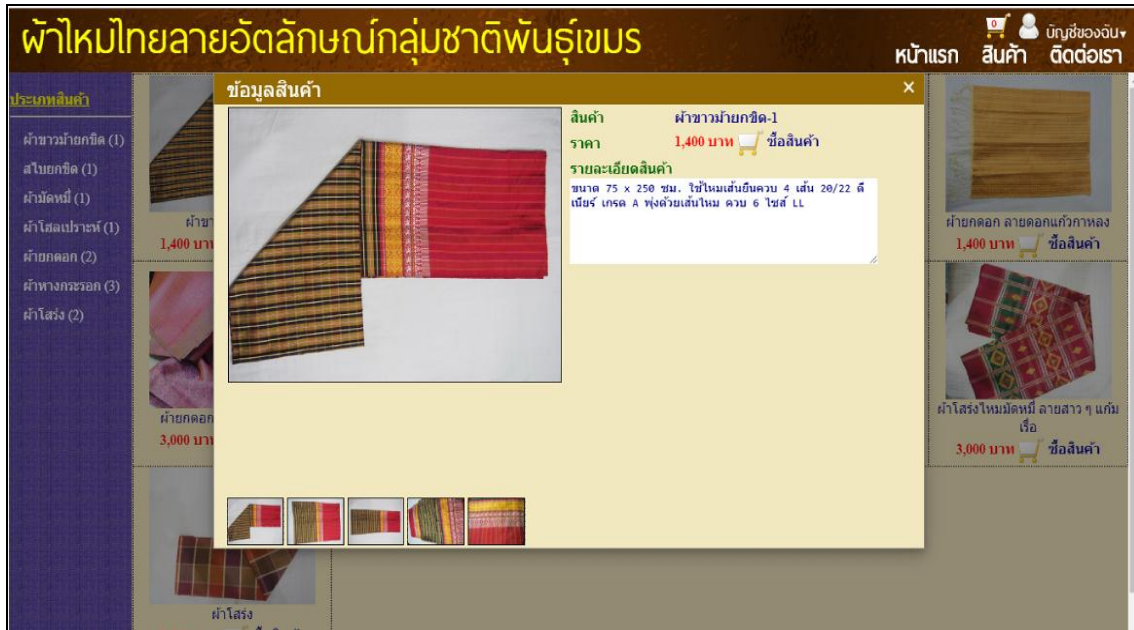 ผ้าไหมไทยลายอัตลักษณ์กลุ่มชาติพันธุ์เขมร
0
บัญชีของฉัน
หน้าแรก สินค้า ติดต่อเรา
ประเภทสินค้า
ผ้าขาวม้ายกขิด (1)
สไบยกขิด (1)
ผ้ามัดหมี่ (1)
ผ้าโฮลเปราะห์ (1)
ผ้ายกดอก (2)
ผ้าหางกระรอก (3)
ผ้าโสร่ง (2)
ข้อมูลสินค้า ×
สินค้า ผ้าขาวม้ายกขิด-1
ราคา 1,400 บาท ซื้อสินค้า
รายละเอียดสินค้า
ขนาด 75 x 250 ซม. ใช้ไหมเส้นยืนควบ 4 เส้น 20/22 ดี
เนียร์ เกรด A พุ่งด้วยเส้นไหม ควบ 6 ไซส์ LL
1,400 บาท
ผ้ายกดอก ลายดอกแก้วกาหลง
1,400 บาท ซื้อสินค้า
ผ้ายกดอก
3,000 บาท
ผ้าโสร่งไหมมัดหมี่ ลายสาว ๆ แก้ม
เรื่อ
3,000 บาท ซื้อสินค้า
ผ้าโสร่ง